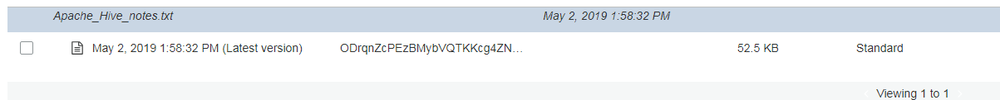 Apache_Hive_notes.txt May 2, 2019 1:58:32 PM
May 2, 2019 1:58:32 PM (Latest version) ODrqnZcPEzBMybVQTKKcg4ZN… 52.5 KB Standard
Viewing 1 to 1